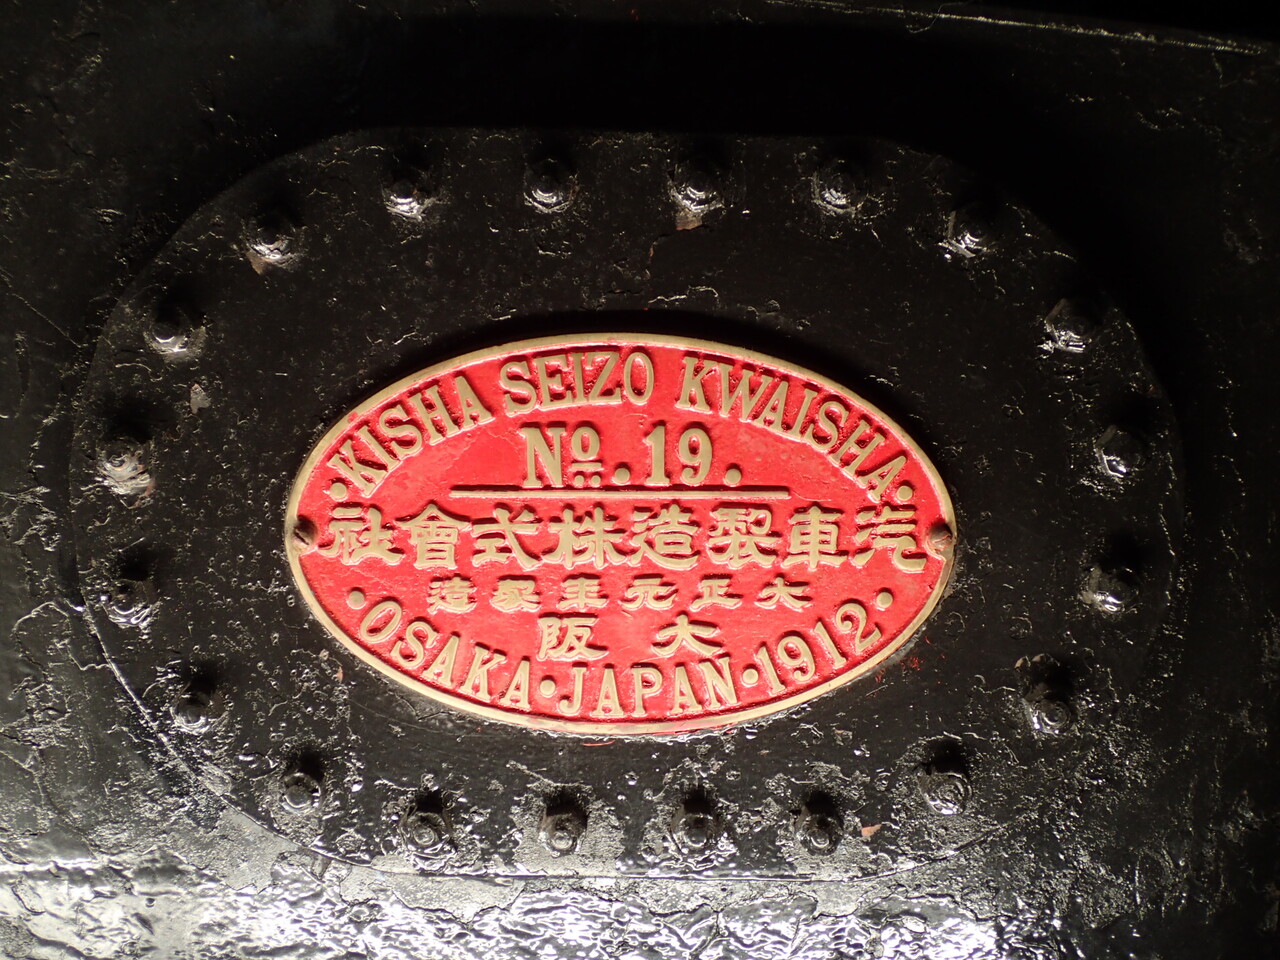 ·KISHA SEIZO KWAISHA·
Nº.19.
汽車製造株式會社
大正元年製造
大阪
·OSAKA·JAPAN·1912·